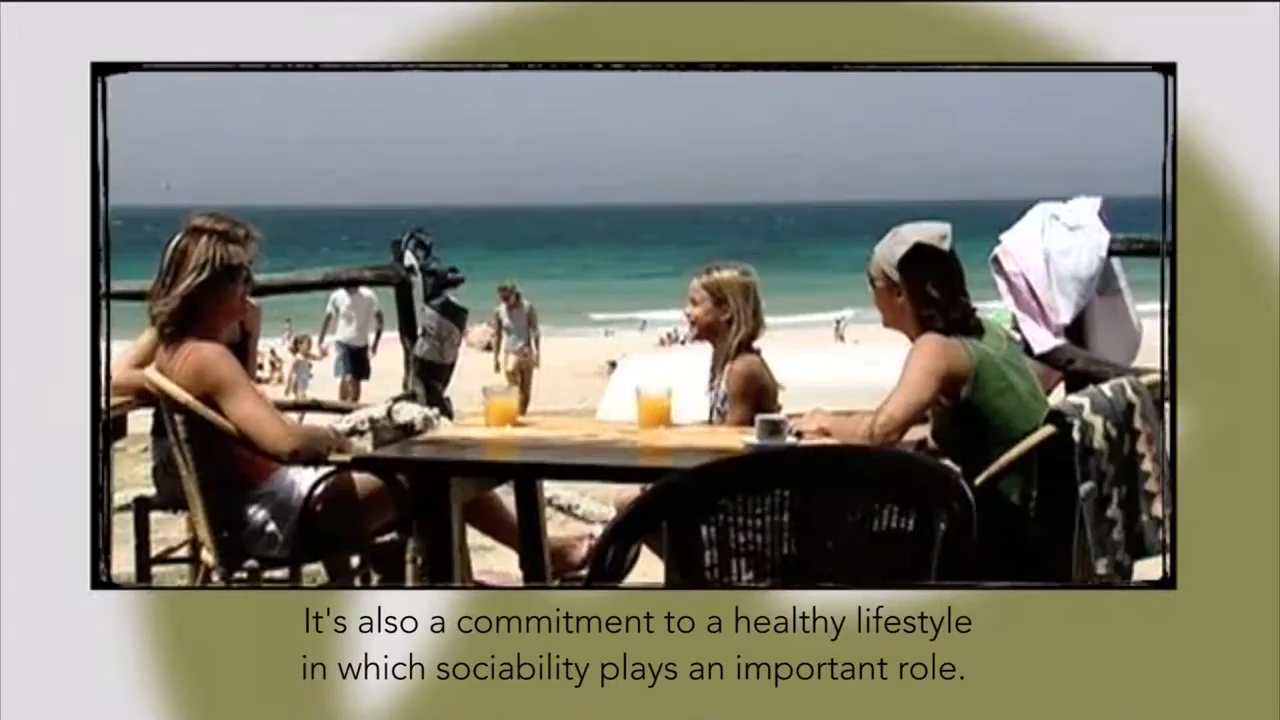 It's also a commitment to a healthy lifestyle
in which sociability plays an important role.